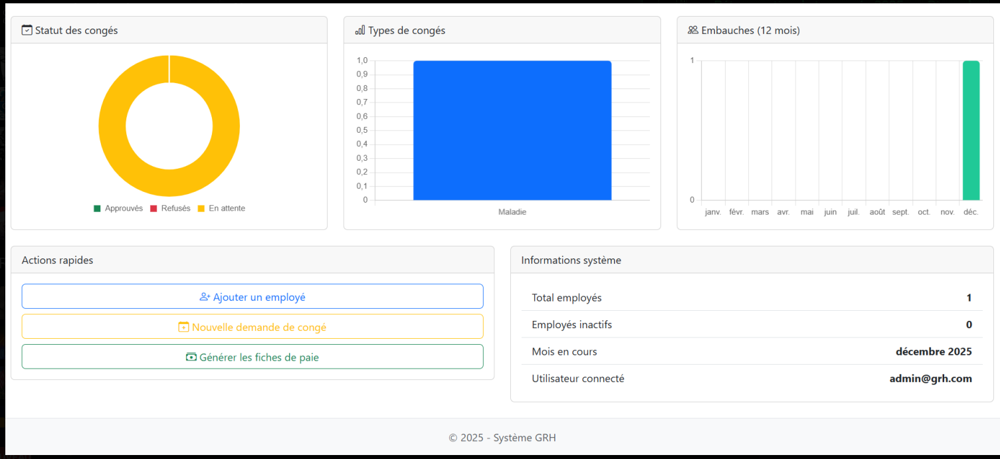 Statut des congés
Approuvés Refusés En attente
Types de congés
1,0
0,9
0,8
0,7
0,6
0,5
0,4
0,3
0,2
0,1
0
Maladie
Embauches (12 mois)
1
0
janv. févr. mars avr. mai juin juil. août sept. oct. nov. déc.
Actions rapides
Ajouter un employé
Nouvelle demande de congé
Générer les fiches de paie
Informations système
Total employés 1
Employés inactifs 0
Mois en cours décembre 2025
Utilisateur connecté admin@grh.com
© 2025 - Système GRH